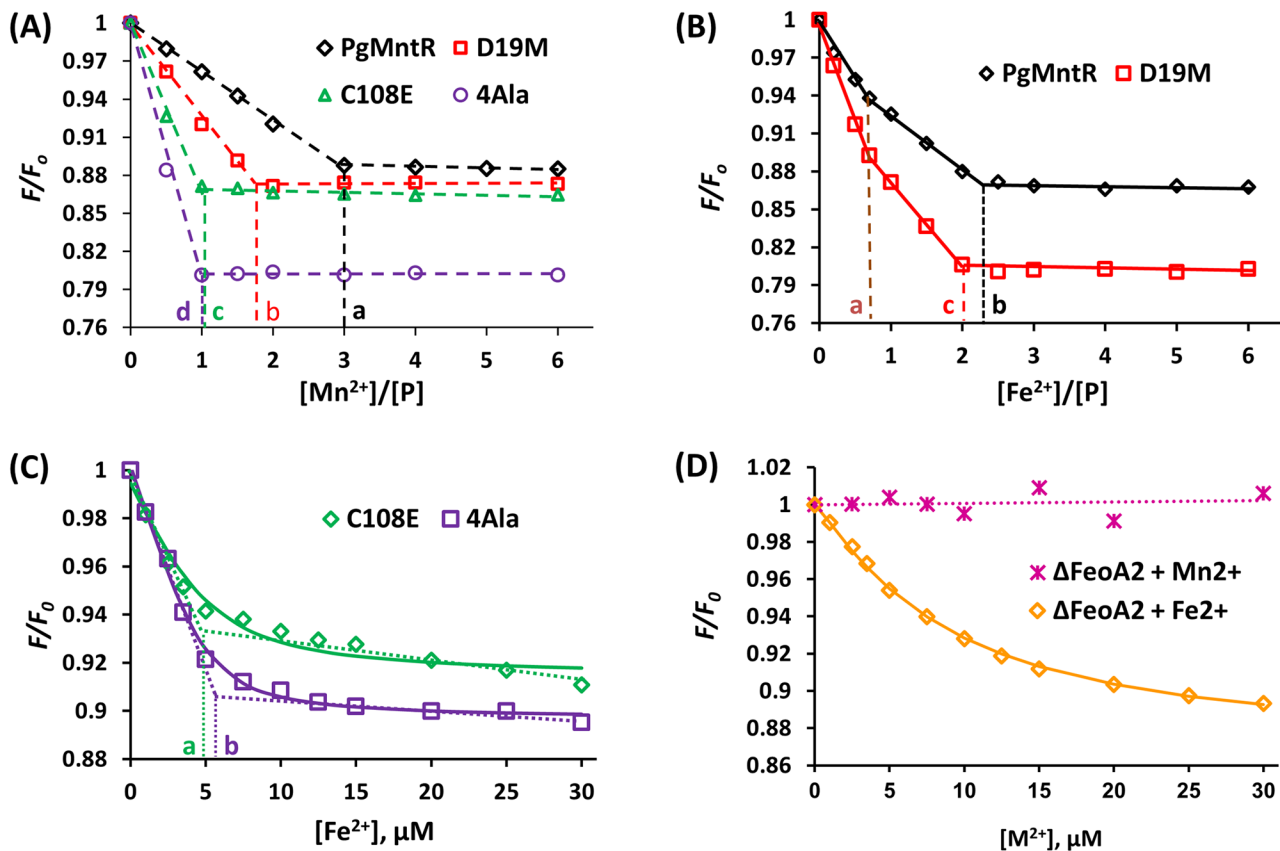 (A)
F/Fo
1
0.97
0.94
0.91
0.88
0.85
0.82
0.79
0.76
PgMntR
D19M
C108E
4Ala
d
c
b
a
0 1 2 3 4 5 6
[Mn²⁺]/[P]
(B)
F/Fo
1
0.97
0.94
0.91
0.88
0.85
0.82
0.79
0.76
PgMntR
D19M
a
c
b
0 1 2 3 4 5 6
[Fe²⁺]/[P]
(C)
F/F0
1
0.98
0.96
0.94
0.92
0.9
0.88
C108E
4Ala
a
b
0 5 10 15 20 25 30
[Fe²⁺], μM
(D)
F/F0
1.02
1
0.98
0.96
0.94
0.92
0.9
0.88
0.86
ΔFeoA2 + Mn2+
ΔFeoA2 + Fe2+
0 5 10 15 20 25 30
[M²⁺], μM